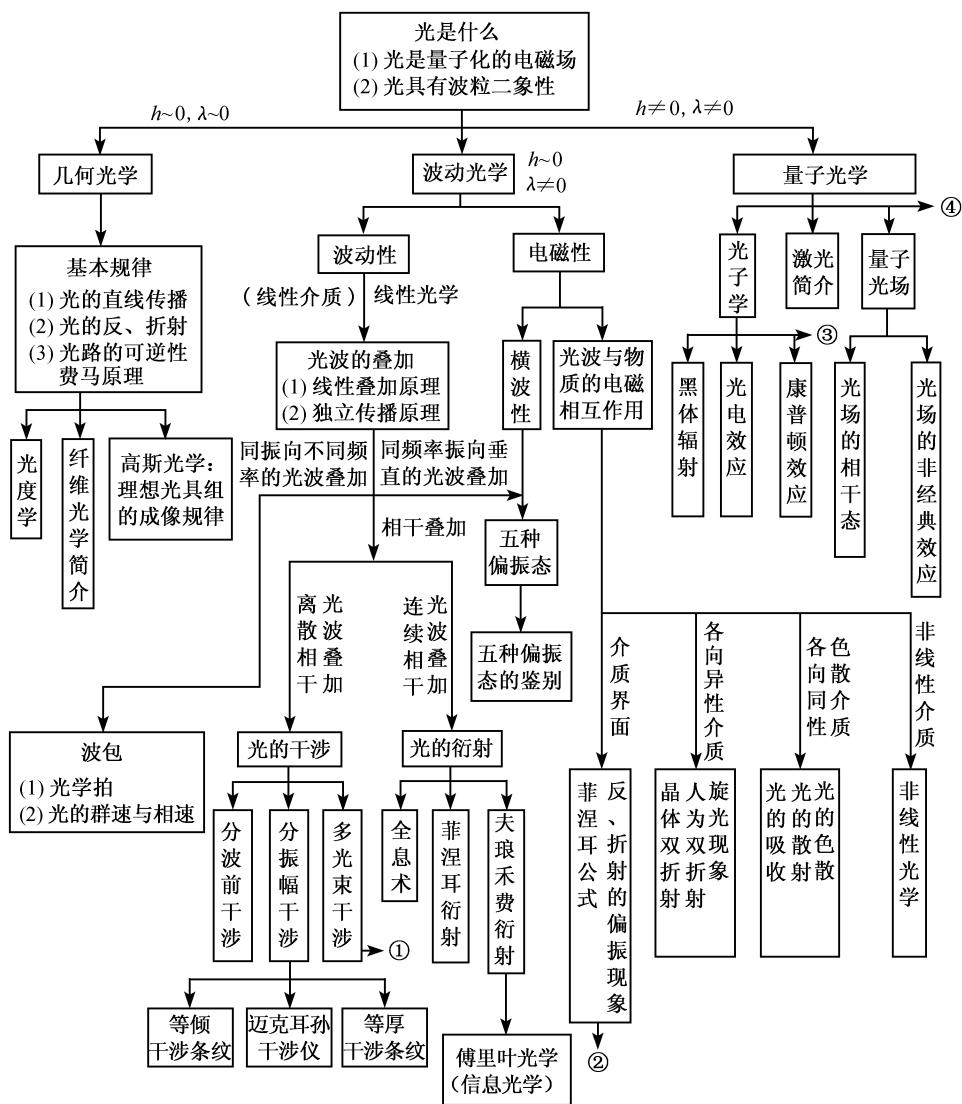 光是什么
(1) 光是量子化的电磁场
(2) 光具有波粒二象性
h~0, λ~0
h≠0, λ≠0
几何光学
波动光学
h~0
λ≠0
量子光学
④
基本规律
(1) 光的直线传播
(2) 光的反、折射
(3) 光路的可逆性
费马原理
波动性
电磁性
光子学
激光
简介
量子
光场
(线性介质)
线性光学
③
光波的叠加
(1) 线性叠加原理
(2) 独立传播原理
横波性
光波与物
质的电磁
相互作用
黑体辐射
光电效应
康普顿效应
光场的相干态
光场的非经典效应
光度学
纤维光学简介
高斯光学：
理想光具组
的成像规律
同振向不同频
率的光波叠加
同频率振向垂
直的光波叠加
相干叠加
五种
偏振态
五种偏振
态的鉴别
离散相干
光波叠加
连续相干
光波叠加
介质界面
各向异性介质
各向同性
色散介质
非线性介质
波包
(1) 光学拍
(2) 光的群速与相速
光的干涉
光的衍射
分波前干涉
分振幅干涉
多光束干涉
①
全息术
菲涅耳衍射
夫琅禾费衍射
菲涅耳公式
反、折射的偏振现象
晶体双折射
人为双折射
旋光现象
光的吸收
光的散射
光的色散
非线性光学
等倾
干涉条纹
迈克耳孙
干涉仪
等厚
干涉条纹
傅里叶光学
(信息光学)
②